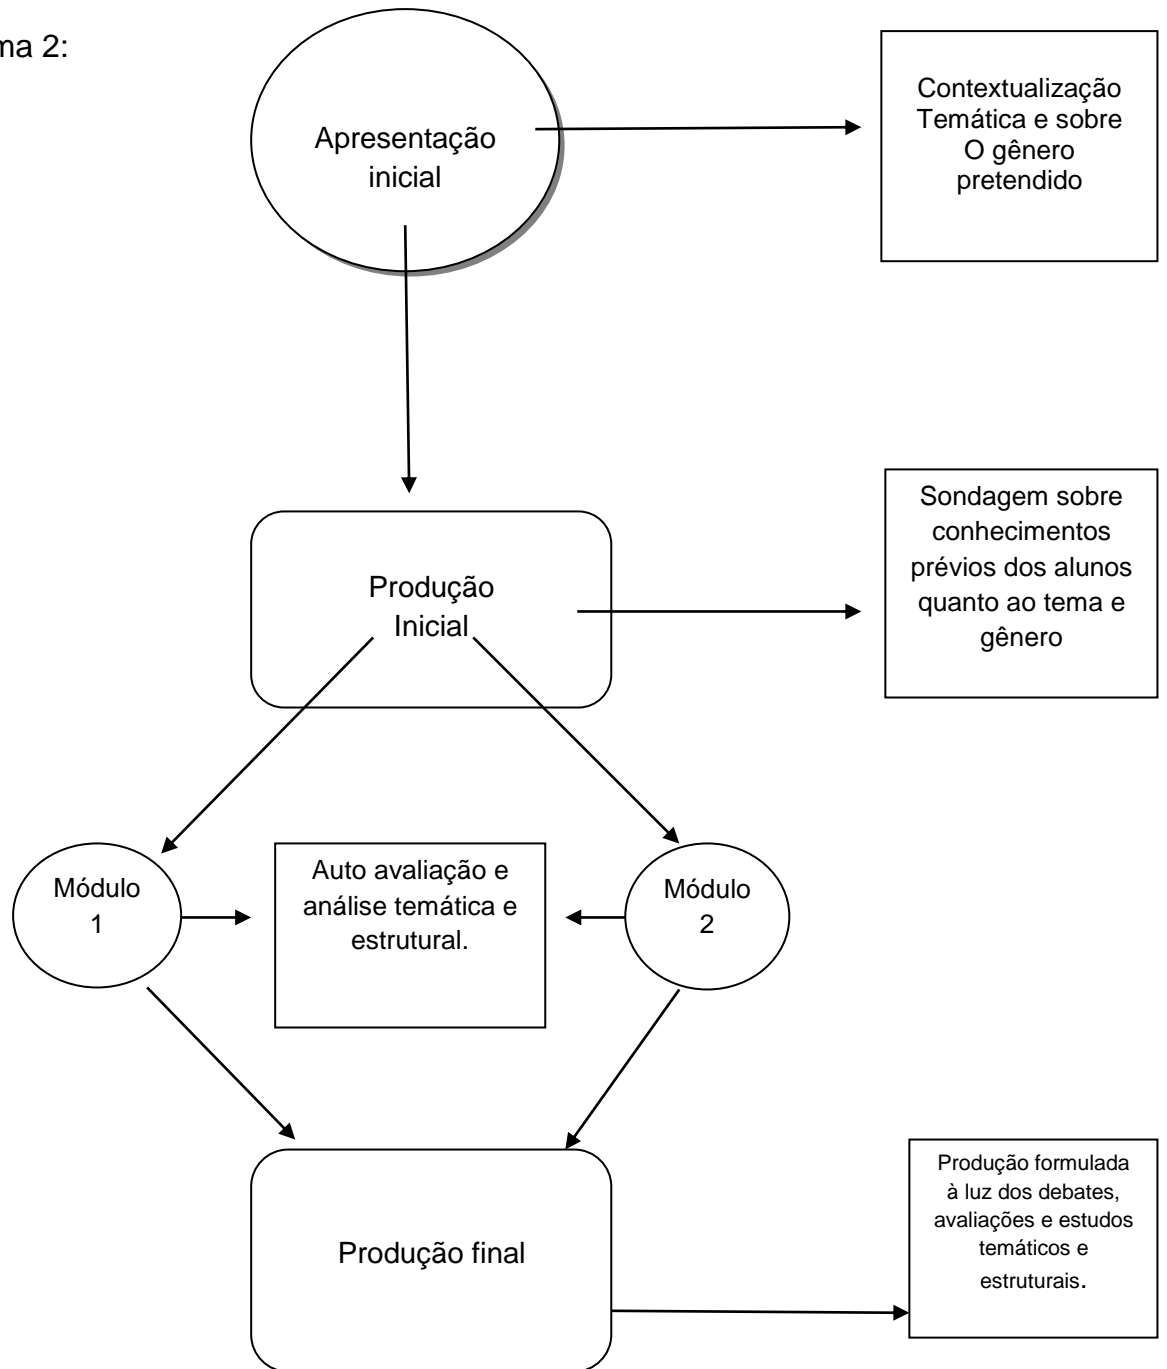 ma 2:
Apresentação
inicial
Contextualização
Temática e sobre
O gênero
pretendido
Produção
Inicial
Sondagem sobre
conhecimentos
prévios dos alunos
quanto ao tema e
gênero
Módulo
1
Auto avaliação e
análise temática e
estrutural.
Módulo
2
Produção final
Produção formulada
à luz dos debates,
avaliações e estudos
temáticos e
estruturais.